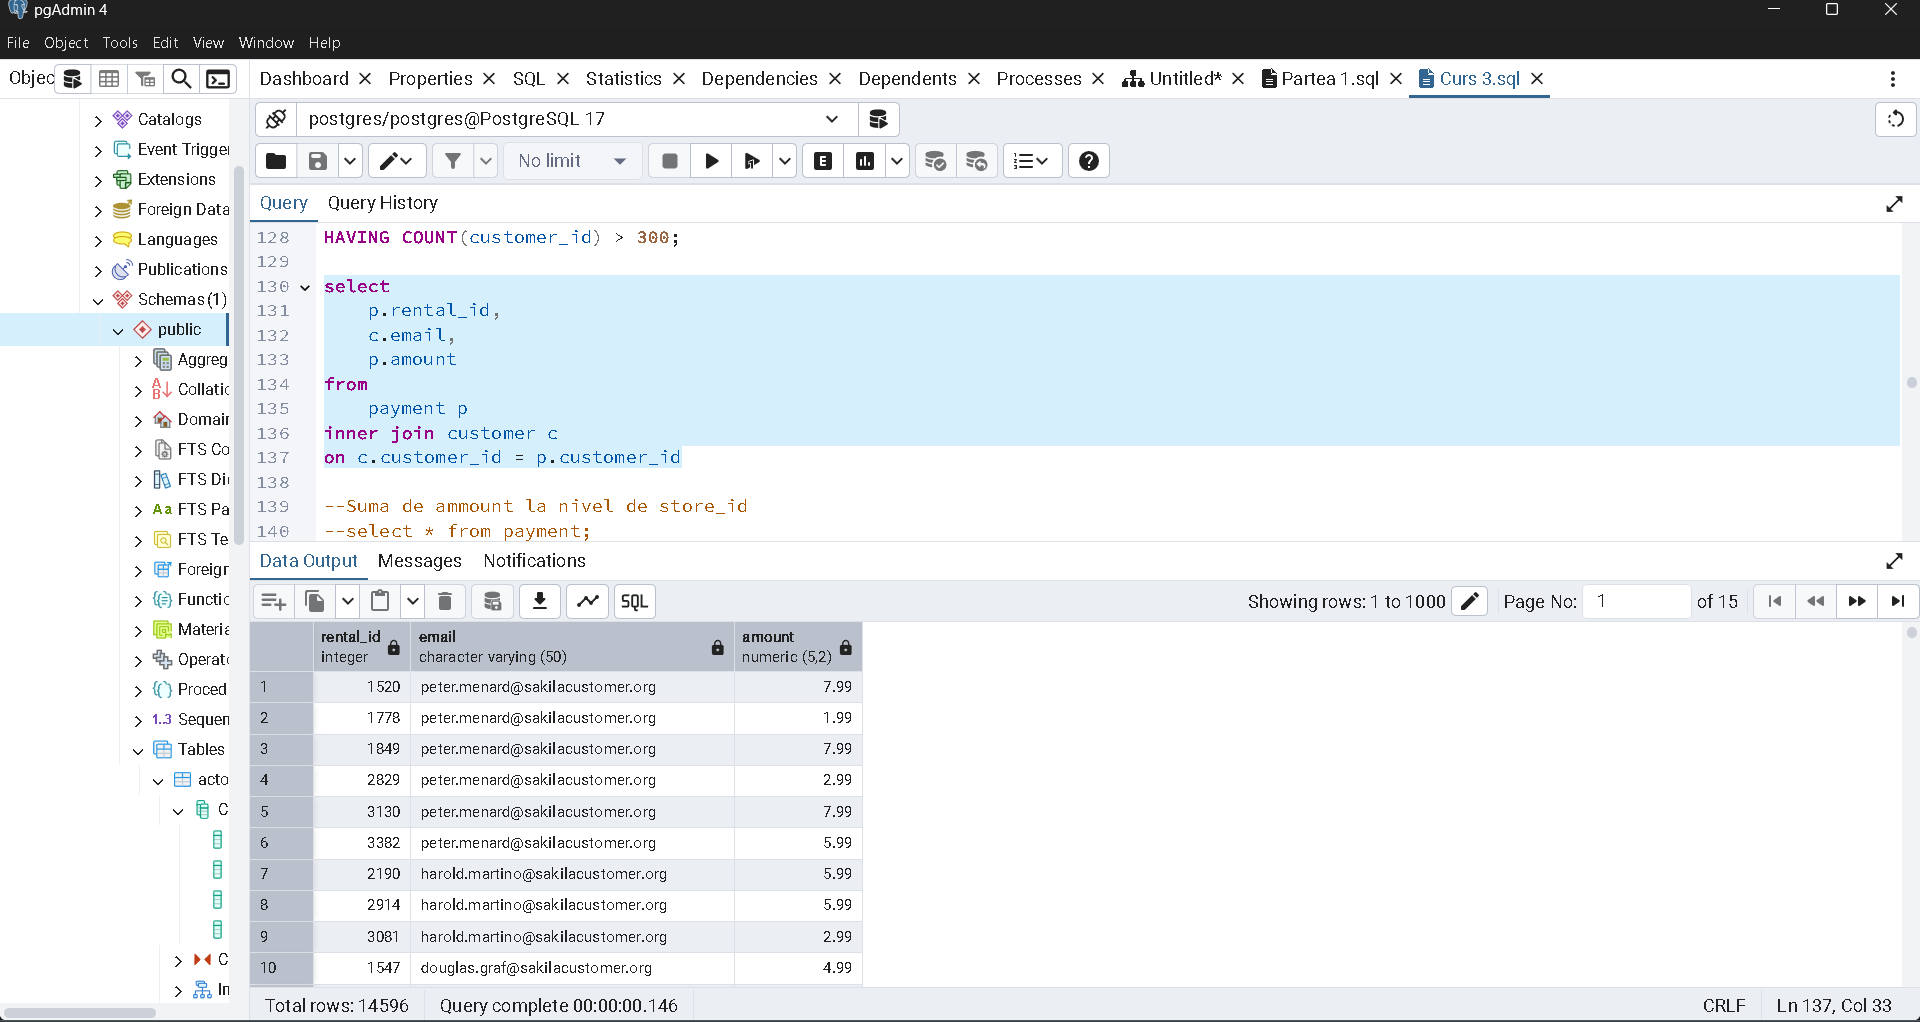 pgAdmin 4
File Object Tools Edit View Window Help
Objec
Dashboard Properties SQL Statistics Dependencies Dependents Processes Untitled* Partea 1.sql Curs 3.sql
Catalogs
Event Trigger
Extensions
Foreign Data
Languages
Publications
Schemas (1)
public
Aggreg
Collatio
Domain
FTS Co
FTS Di
FTS Pa
FTS Te
Foreign
Functio
Materia
Operato
Proced
1..3 Sequen
Tables
acto
C
C
In
postgres/postgres@PostgreSQL 17
No limit
E
Query Query History
128 HAVING COUNT(customer_id) > 300;
129
130 select
131 p.rental_id,
132 c.email,
133 p.amount
134 from
135 payment p
136 inner join customer c
137 on c.customer_id = p.customer_id
138
139 --Suma de ammount la nivel de store_id
140 --select * from payment;
Data Output Messages Notifications
SQL Showing rows: 1 to 1000 Page No: 1 of 15
rental_id email amount
integer character varying (50) numeric (5,2)
1 1520 peter.menard@sakilacustomer.org 7.99
2 1778 peter.menard@sakilacustomer.org 1.99
3 1849 peter.menard@sakilacustomer.org 7.99
4 2829 peter.menard@sakilacustomer.org 2.99
5 3130 peter.menard@sakilacustomer.org 7.99
6 3382 peter.menard@sakilacustomer.org 5.99
7 2190 harold.martino@sakilacustomer.org 5.99
8 2914 harold.martino@sakilacustomer.org 5.99
9 3081 harold.martino@sakilacustomer.org 2.99
10 1547 douglas.graf@sakilacustomer.org 4.99
Total rows: 14596 Query complete 00:00:00.146 CRLF Ln 137, Col 33